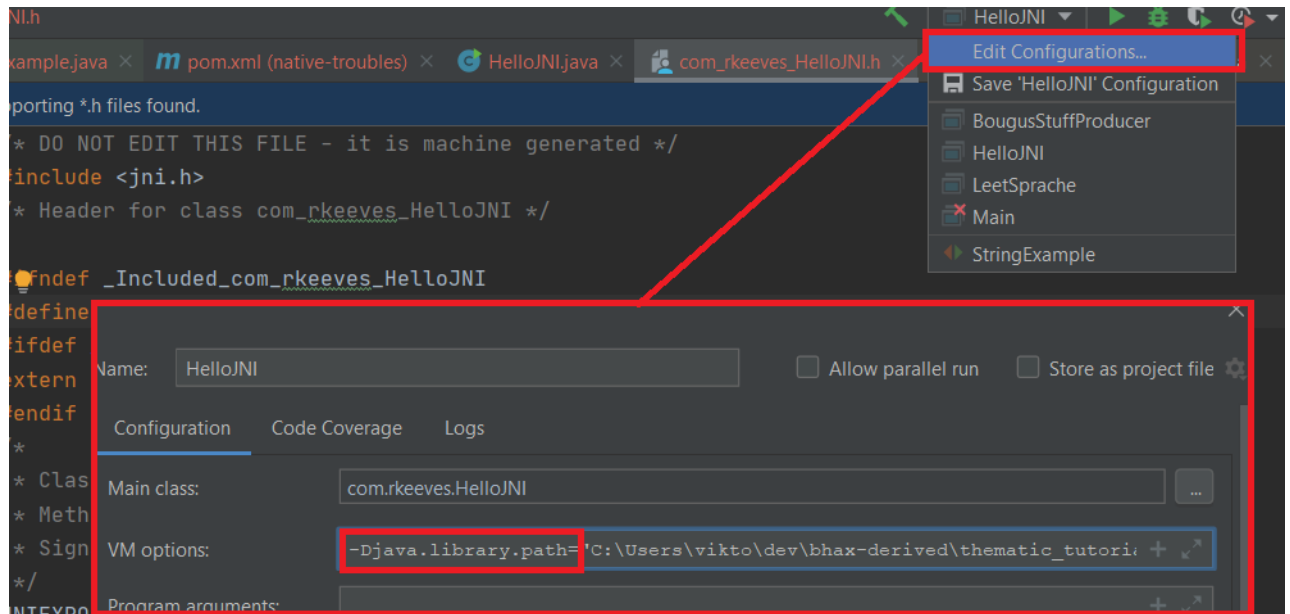 NI.h
HelloJNI
xample.java
pom.xml (native-troubles)
HelloJNI.java
com_rkeeves_HelloJNI.h
Edit Configurations...
Save 'HelloJNI' Configuration
BougusStuffProducer
HelloJNI
LeetSprache
Main
StringExample
porting *.h files found.
* DO NOT EDIT THIS FILE - it is machine generated */
include <jni.h>
* Header for class com_rkeeves_HelloJNI */
fndef _Included_com_rkeeves_HelloJNI
#define
#ifdef
extern
#endif
*
* Clas
* Meth
* Sign
*/
Name: HelloJNI
Allow parallel run
Store as project file
Configuration Code Coverage Logs
Main class: com.rkeeves.HelloJNI
...
VM options: -Djava.library.path="C:\Users\vikto\dev\bhax-derived\thematic_tutoria
Program arguments: